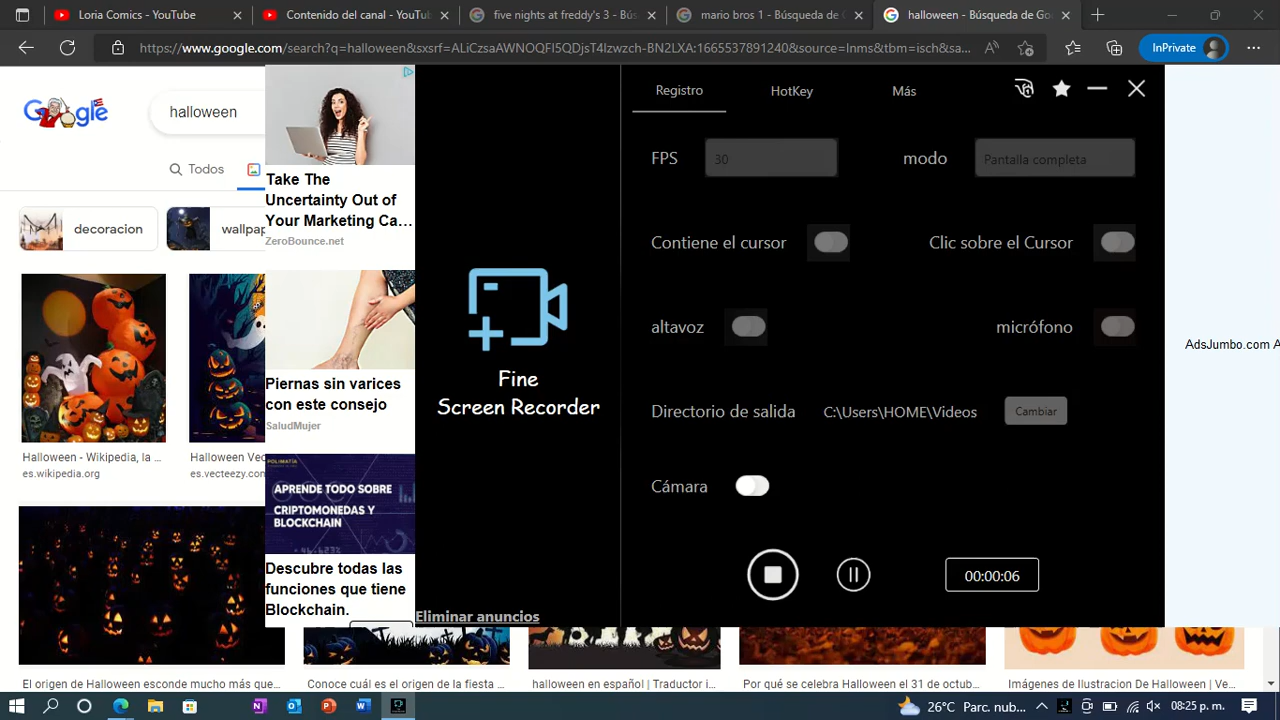 Loria Comics - YouTube
Contenido del canal - YouTu
five nights at freddy's 3 - Bús
mario bros 1 - Búsqueda de G
halloween - Búsqueda de Go
https://www.google.com/search?q=halloween&sxsrf=ALiCzsaAWNOQFI5QDjsT4Izwzch-BN2LXA:1665537891240&source=lnms&tbm=isch&sa...
InPrivate
Google
halloween
Todos
decoracion
wallpap
Halloween - Wikipedia, la ...
es.wikipedia.org
Halloween Vec
es.vecteezy.con
Take The
Uncertainty Out of
Your Marketing Ca...
ZeroBounce.net
Piernas sin varices
con este consejo
SaludMujer
POLIMATÍA
APRENDE TODO SOBRE
CRIPTOMONEDAS Y
BLOCKCHAIN
Descubre todas las
funciones que tiene
Blockchain.
Eliminar anuncios
Fine
Screen Recorder
Registro
HotKey
Más
FPS
30
modo
Pantalla completa
Contiene el cursor
Clic sobre el Cursor
altavoz
micrófono
Directorio de salida
C:\Users\HOME\Videos
Cambiar
Cámara
00:00:06
AdsJumbo.com A
El origen de Halloween esconde mucho más que...
Conoce cuál es el origen de la fiesta ...
halloween en español | Traductor i...
Por qué se celebra Halloween el 31 de octub...
Imágenes de Ilustracion De Halloween | Ve...
26°C Parc. nub...
08:25 p. m.